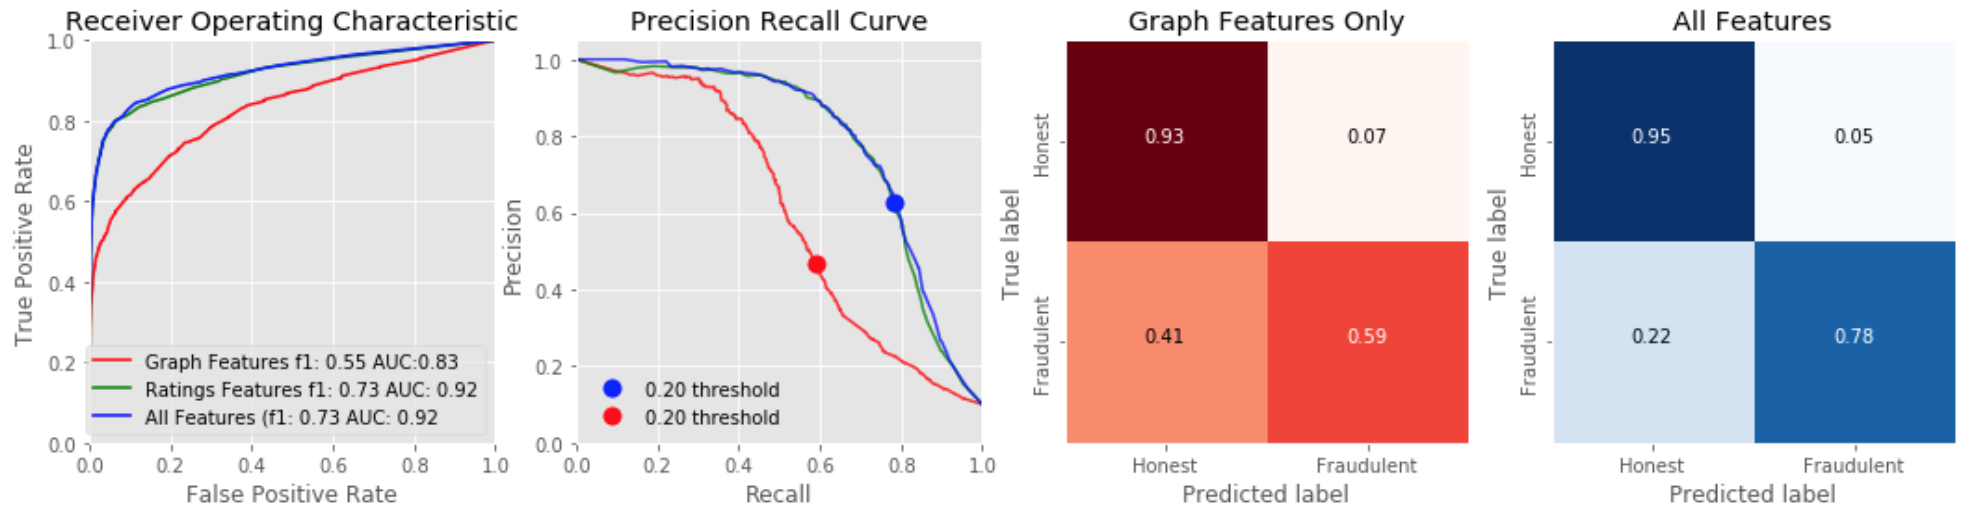 Receiver Operating Characteristic
1.0
0.8
0.6
0.4
0.2
0.0
True Positive Rate
Graph Features f1: 0.55 AUC:0.83
Ratings Features f1: 0.73 AUC: 0.92
All Features (f1: 0.73 AUC: 0.92
0.0 0.2 0.4 0.6 0.8 1.0
False Positive Rate
Precision Recall Curve
1.0
0.8
0.6
0.4
0.2
0.0
Precision
0.20 threshold
0.20 threshold
0.0 0.2 0.4 0.6 0.8 1.0
Recall
Graph Features Only
True label
Honest
Fraudulent
0.93 0.07
0.41 0.59
Honest Fraudulent
Predicted label
All Features
True label
Honest
Fraudulent
0.95 0.05
0.22 0.78
Honest Fraudulent
Predicted label